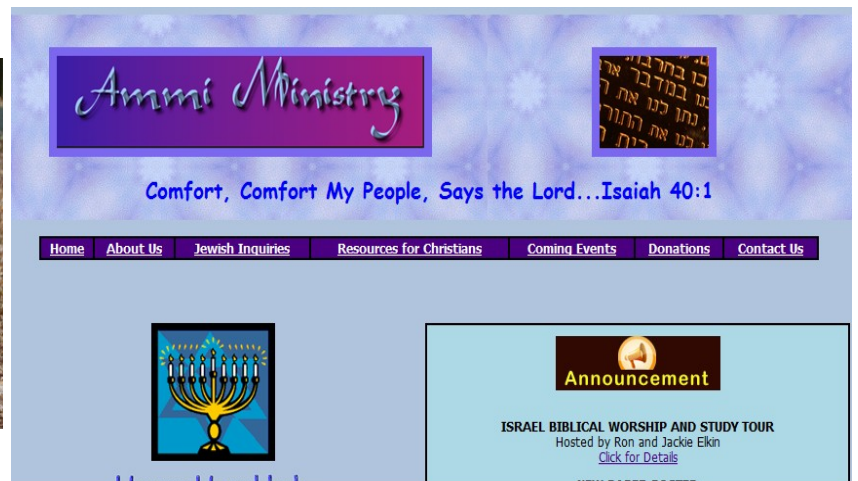 Ammi Ministry
Comfort, Comfort My People, Says the Lord...Isaiah 40:1
Home About Us Jewish Inquiries Resources for Christians Coming Events Donations Contact Us
Announcement
ISRAEL BIBLICAL WORSHIP AND STUDY TOUR
Hosted by Ron and Jackie Elkin
Click for Details